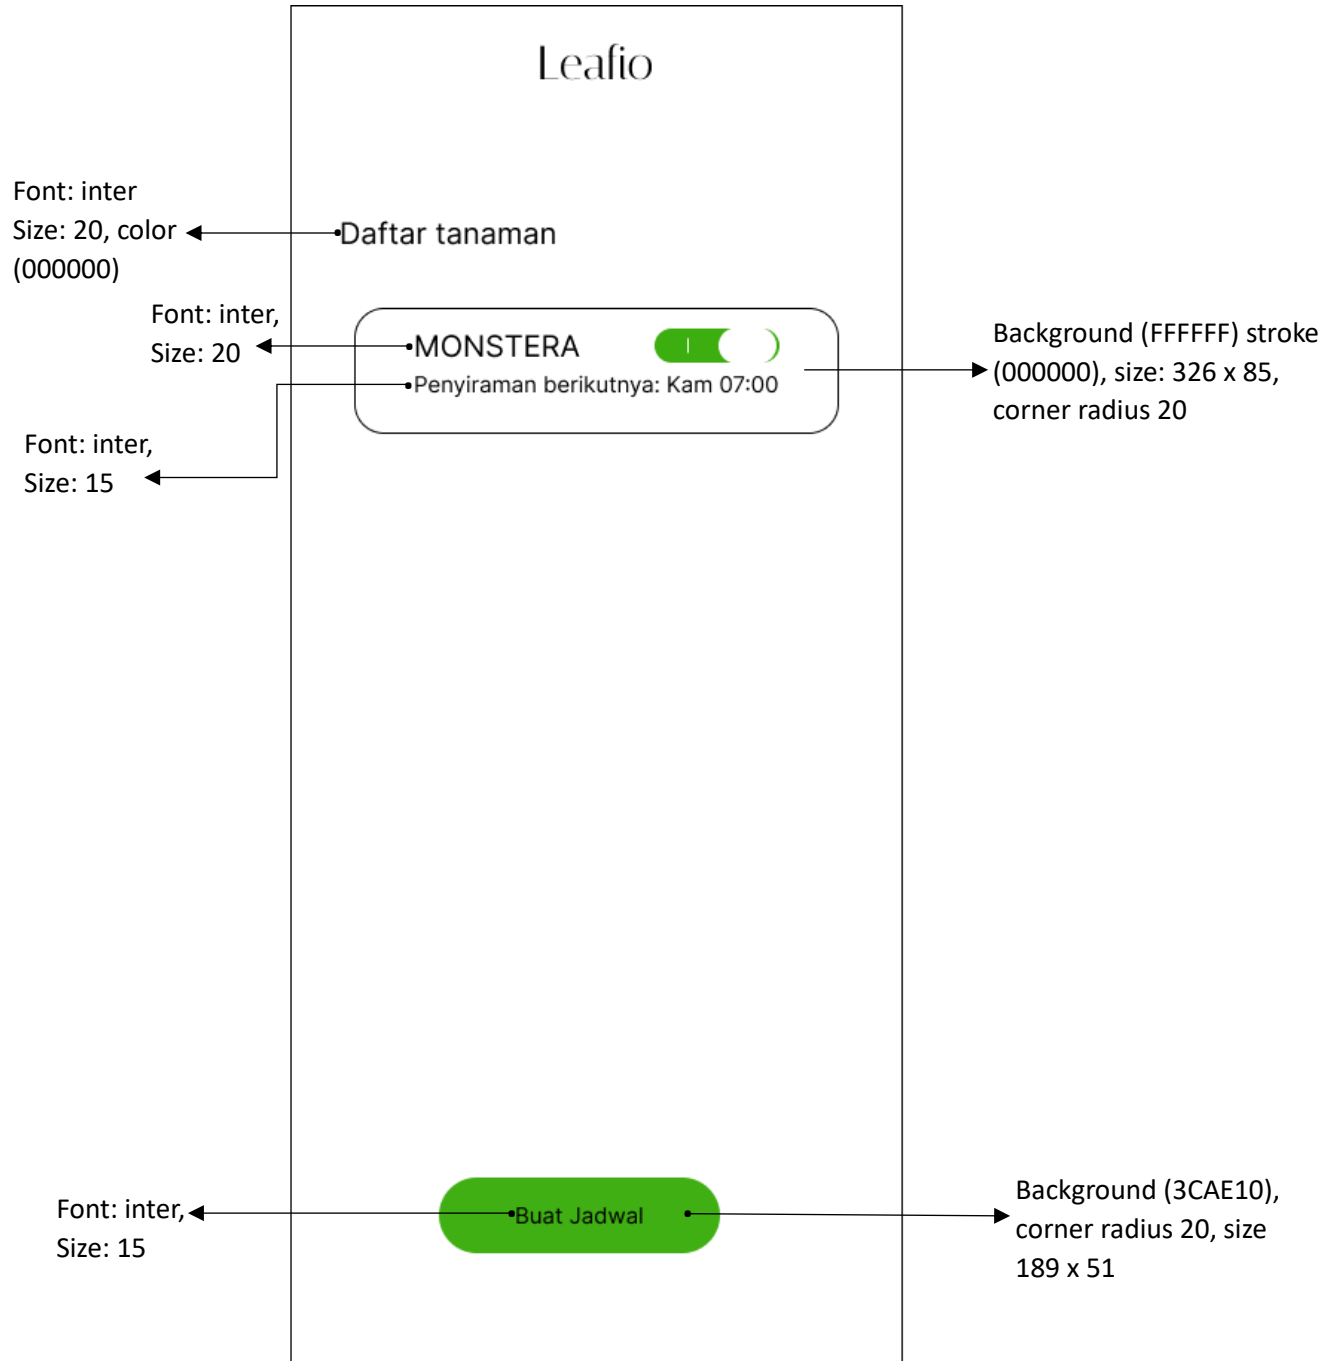 Leafio
Font: inter
Size: 20, color
(000000)
Daftar tanaman
Font: inter,
Size: 20
MONSTERA
Penyiraman berikutnya: Kam 07:00
Background (FFFFFF) stroke
(000000), size: 326 x 85,
corner radius 20
Font: inter,
Size: 15
Font: inter,
Size: 15
Buat Jadwal
Background (3CAE10),
corner radius 20, size
189 x 51